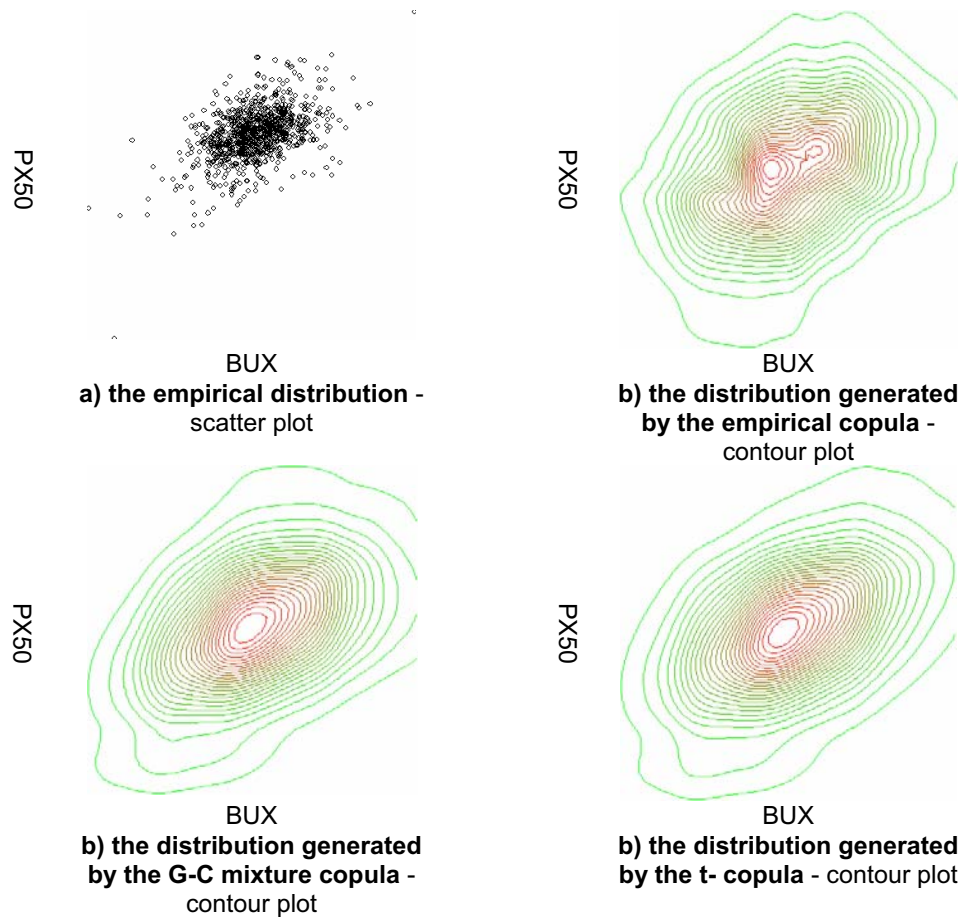 PX50
BUX
a) the empirical distribution -
scatter plot
PX50
BUX
b) the distribution generated
by the empirical copula -
contour plot
PX50
BUX
b) the distribution generated
by the G-C mixture copula -
contour plot
PX50
BUX
b) the distribution generated
by the t- copula - contour plot